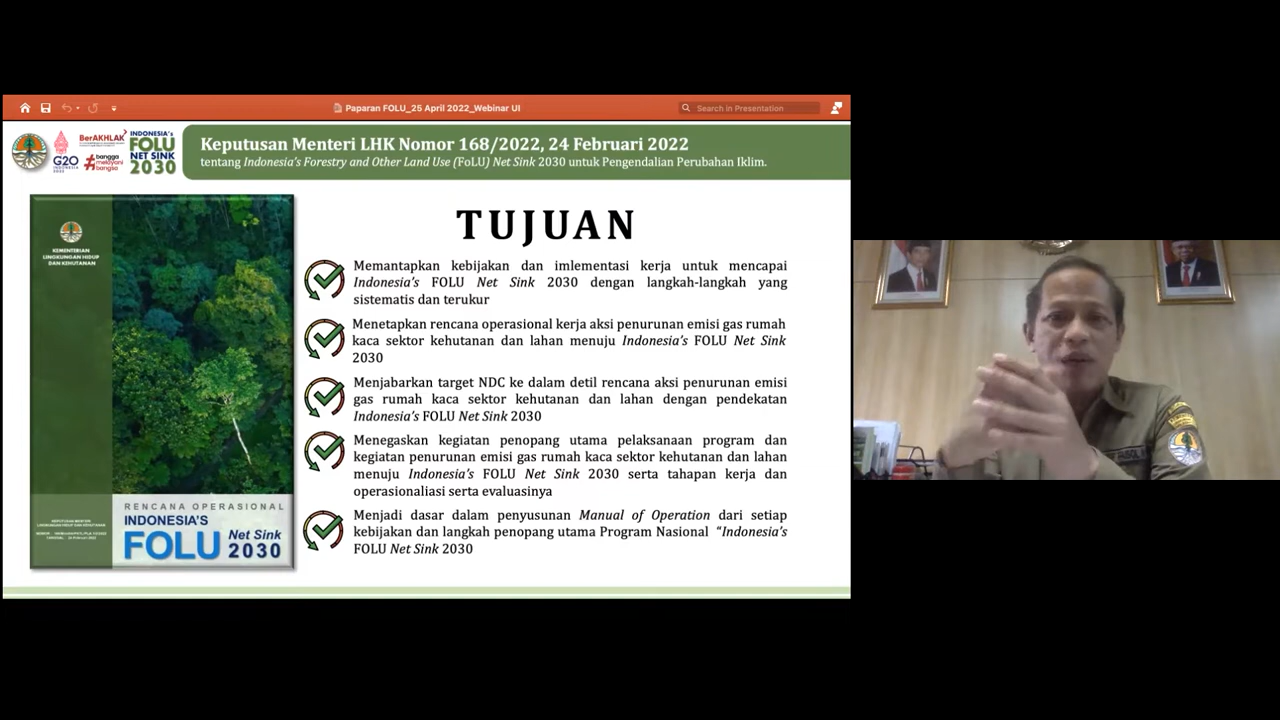 Paparan FOLU_25 April 2022_Webinar UI
Search in Presentation
G20
INDONESIA
BerAKHLAK
#bangga
melayani
bangsa
INDONESIA's
FOLU
NET SINK
2030
Keputusan Menteri LHK Nomor 168/2022, 24 Februari 2022
tentang Indonesia's Forestry and Other Land Use (FoLU) Net Sink 2030 untuk Pengendalian Perubahan Iklim.
KEMENTERIAN
LINGKUNGAN HIDUP
DAN KEHUTANAN
RENCANA OPERASIONAL
INDONESIA'S
FOLU Net Sink
2030
TUJUAN
Memantapkan kebijakan dan imlementasi kerja untuk mencapai
Indonesia's FOLU Net Sink 2030 dengan langkah-langkah yang
sistematis dan terukur
Menetapkan rencana operasional kerja aksi penurunan emisi gas rumah
kaca sektor kehutanan dan lahan menuju Indonesia's FOLU Net Sink
2030
Menjabarkan target NDC ke dalam detil rencana aksi penurunan emisi
gas rumah kaca sektor kehutanan dan lahan dengan pendekatan
Indonesia's FOLU Net Sink 2030
Menegaskan kegiatan penopang utama pelaksanaan program dan
kegiatan penurunan emisi gas rumah kaca sektor kehutanan dan lahan
menuju Indonesia's FOLU Net Sink 2030 serta tahapan kerja dan
operasionaliasi serta evaluasinya
Menjadi dasar dalam penyusunan Manual of Operation dari setiap
kebijakan dan langkah penopang utama Program Nasional "Indonesia's
FOLU Net Sink 2030